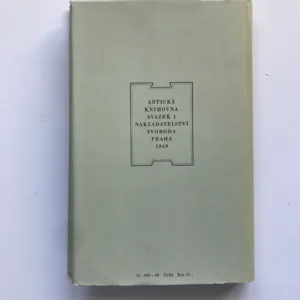 ANTICKÁ
KNIHOVNA
SVAZEK 1
NAKLADATELSTVÍ
SVOBODA
PRAHA
1969